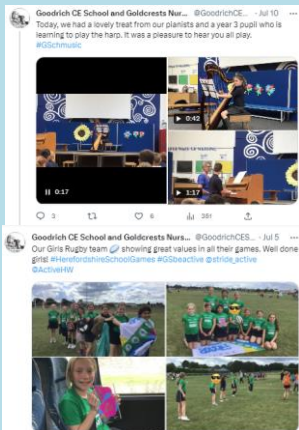 Goodrich CE School and Goldcrests Nur... @GoodrichCE... · Jul 10 ...
Today, we had a lovely treat from our pianists and a year 3 pupil who is
learning to play the harp. It was a pleasure to hear you all play.
#GSchmusic
0:42
0:17
1:17
3 6 381
Goodrich CE School and Goldcrests Nurs... @GoodrichCES... · Jul 5 ...
Our Girls Rugby team 🏉 showing great values in all their games. Well done
girls! #HerefordshireSchoolGames #GSbeactive @stride_active
@ActiveHW